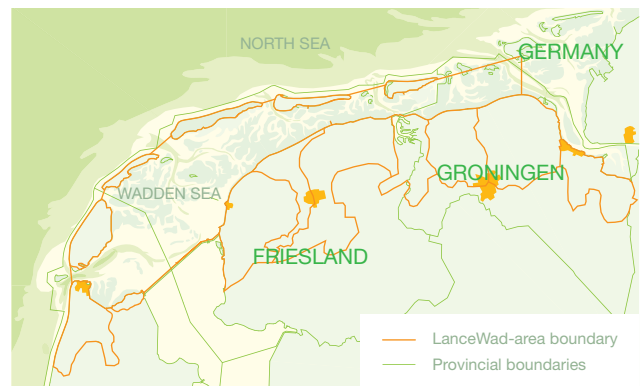 NORTH SEA
GERMANY
GRONINGEN
WADDEN SEA
FRIESLAND
LanceWad-area boundary
Provincial boundaries